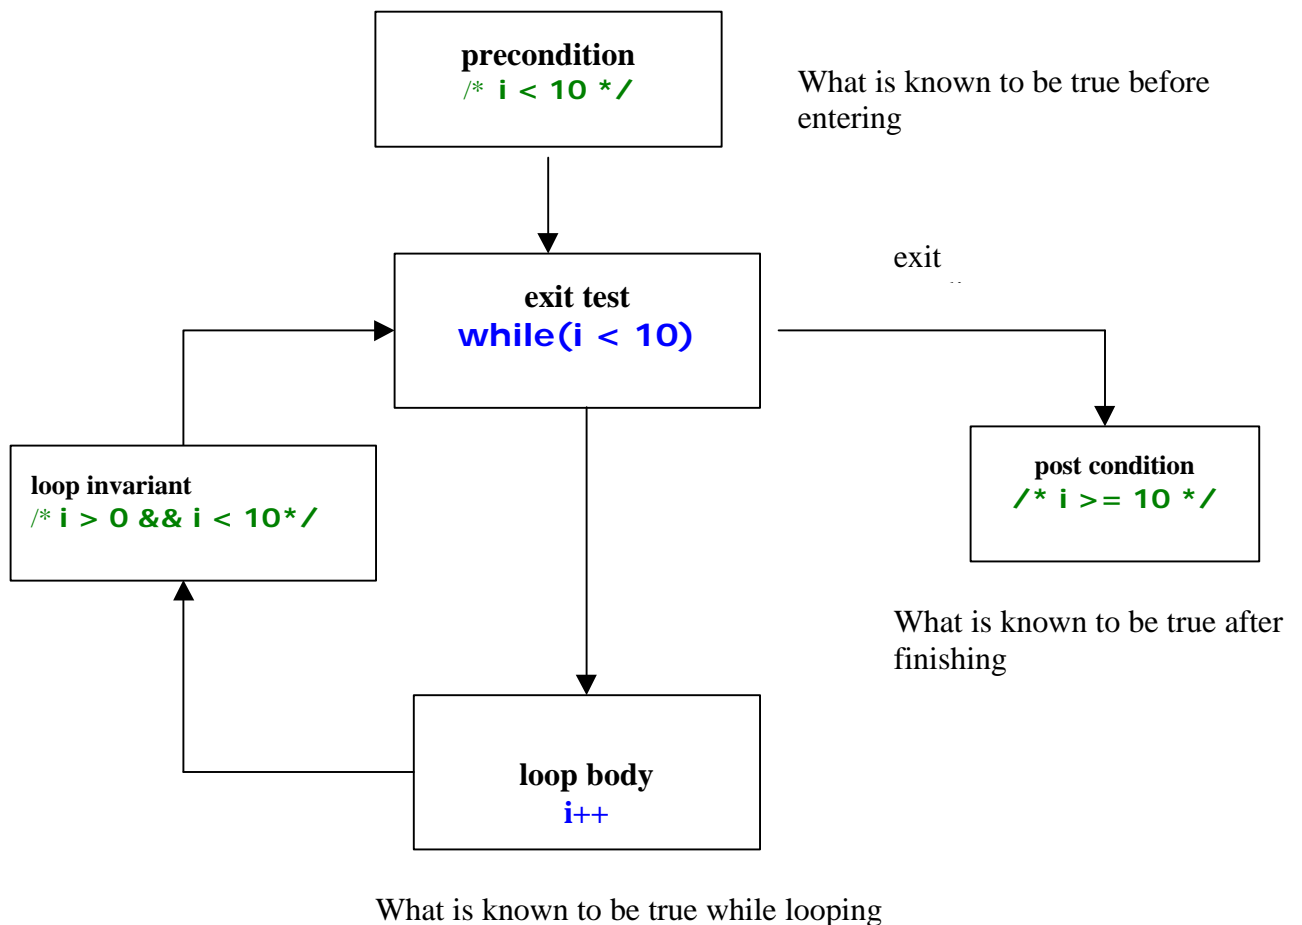 precondition
/* i < 10 */
What is known to be true before
entering
exit
exit test
while(i < 10)
loop invariant
/* i > 0 && i < 10*/
post condition
/* i >= 10 */
What is known to be true after
finishing
loop body
i++
What is known to be true while looping